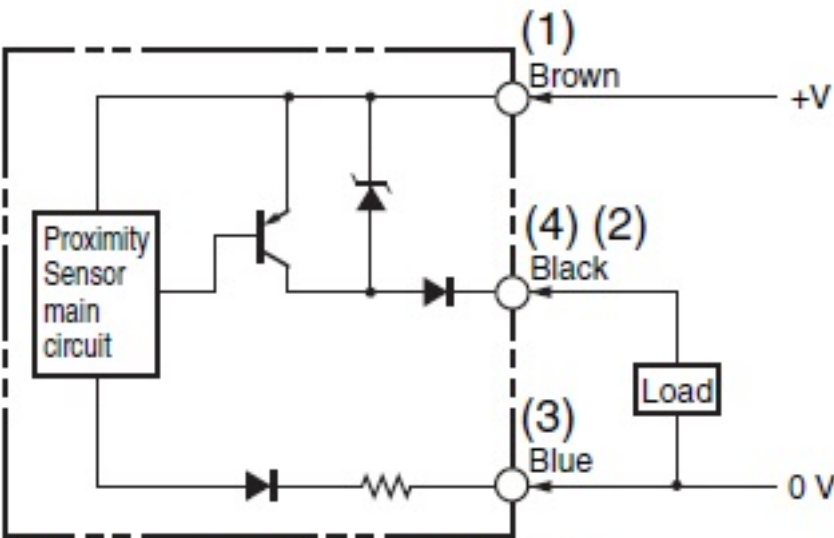 (1)
Brown
+V
Proximity
Sensor
main
circuit
(4) (2)
Black
Load
(3)
Blue
0 V